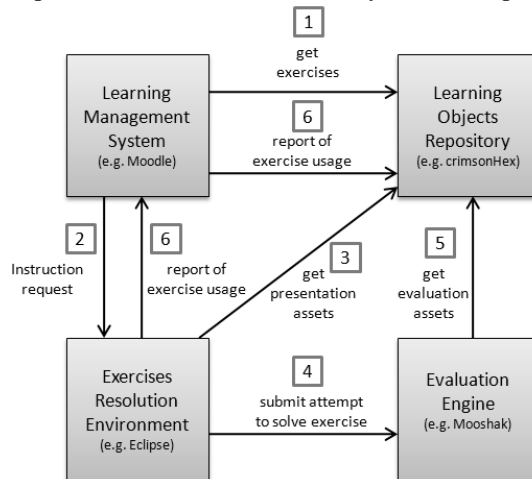 1
get
exercises
Learning
Management
System
(e.g. Moodle)
6
report of
exercise usage
Learning
Objects
Repository
(e.g. crimsonHex)
2
Instruction
request
6
report of
exercise usage
3
get
presentation
assets
5
get
evaluation
assets
Exercises
Resolution
Environment
(e.g. Eclipse)
4
submit attempt
to solve exercise
Evaluation
Engine
(e.g. Mooshak)